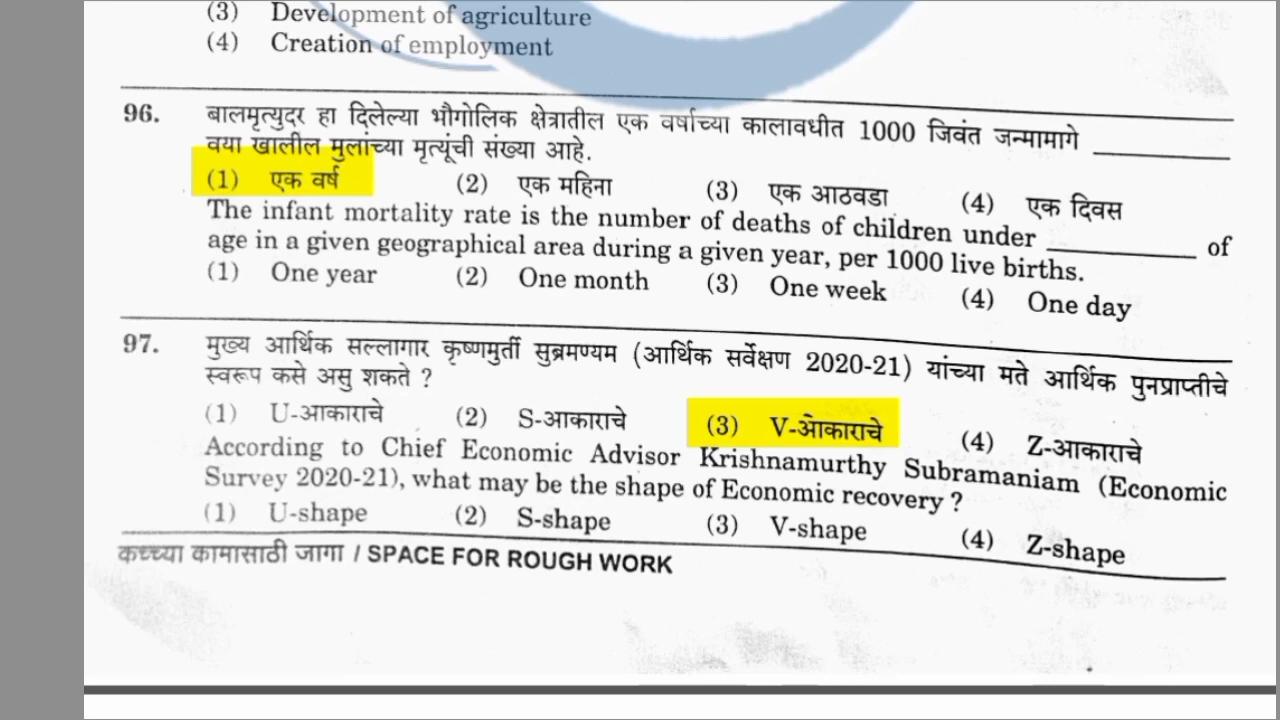 (3) Development of agriculture
(4) Creation of employment
96. बालमृत्युदर हा दिलेल्या भौगोलिक क्षेत्रातील एक वर्षाच्या कालावधीत 1000 जिवंत जन्मामागे ________
वया खालील मुलांच्या मृत्यूंची संख्या आहे.
(1) एक वर्ष (2) एक महिना (3) एक आठवडा (4) एक दिवस
The infant mortality rate is the number of deaths of children under ________ of
age in a given geographical area during a given year, per 1000 live births.
(1) One year (2) One month (3) One week (4) One day
97. मुख्य आर्थिक सल्लागार कृष्णमुर्ती सुब्रमण्यम (आर्थिक सर्वेक्षण 2020-21) यांच्या मते आर्थिक पुनप्राप्तीचे
स्वरूप कसे असु शकते ?
(1) U-आकाराचे (2) S-आकाराचे (3) V-आकाराचे (4) Z-आकाराचे
According to Chief Economic Advisor Krishnamurthy Subramaniam (Economic
Survey 2020-21), what may be the shape of Economic recovery ?
(1) U-shape (2) S-shape (3) V-shape (4) Z-shape
कच्च्या कामासाठी जागा / SPACE FOR ROUGH WORK